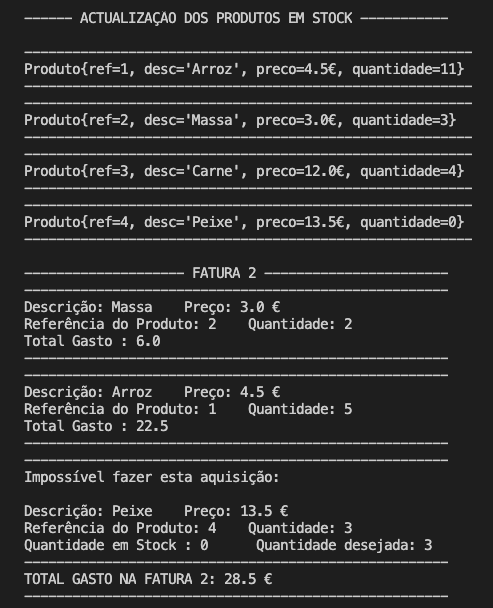 ------ ACTUALIZAÇAO DOS PRODUTOS EM STOCK -----------
--------------------------------------------------------
Produto{ref=1, desc='Arroz', preco=4.5€, quantidade=11}
--------------------------------------------------------
--------------------------------------------------------
Produto{ref=2, desc='Massa', preco=3.0€, quantidade=3}
--------------------------------------------------------
--------------------------------------------------------
Produto{ref=3, desc='Carne', preco=12.0€, quantidade=4}
--------------------------------------------------------
--------------------------------------------------------
Produto{ref=4, desc='Peixe', preco=13.5€, quantidade=0}
--------------------------------------------------------
-------------------- FATURA 2 -----------------------
-----------------------------------------------------
Descrição: Massa    Preço: 3.0 €
Referência do Produto: 2    Quantidade: 2
Total Gasto : 6.0
-----------------------------------------------------
-----------------------------------------------------
Descrição: Arroz    Preço: 4.5 €
Referência do Produto: 1    Quantidade: 5
Total Gasto : 22.5
-----------------------------------------------------
-----------------------------------------------------
Impossível fazer esta aquisição:
Descrição: Peixe    Preço: 13.5 €
Referência do Produto: 4    Quantidade: 3
Quantidade em Stock : 0      Quantidade desejada: 3
-----------------------------------------------------
TOTAL GASTO NA FATURA 2: 28.5 €
-----------------------------------------------------